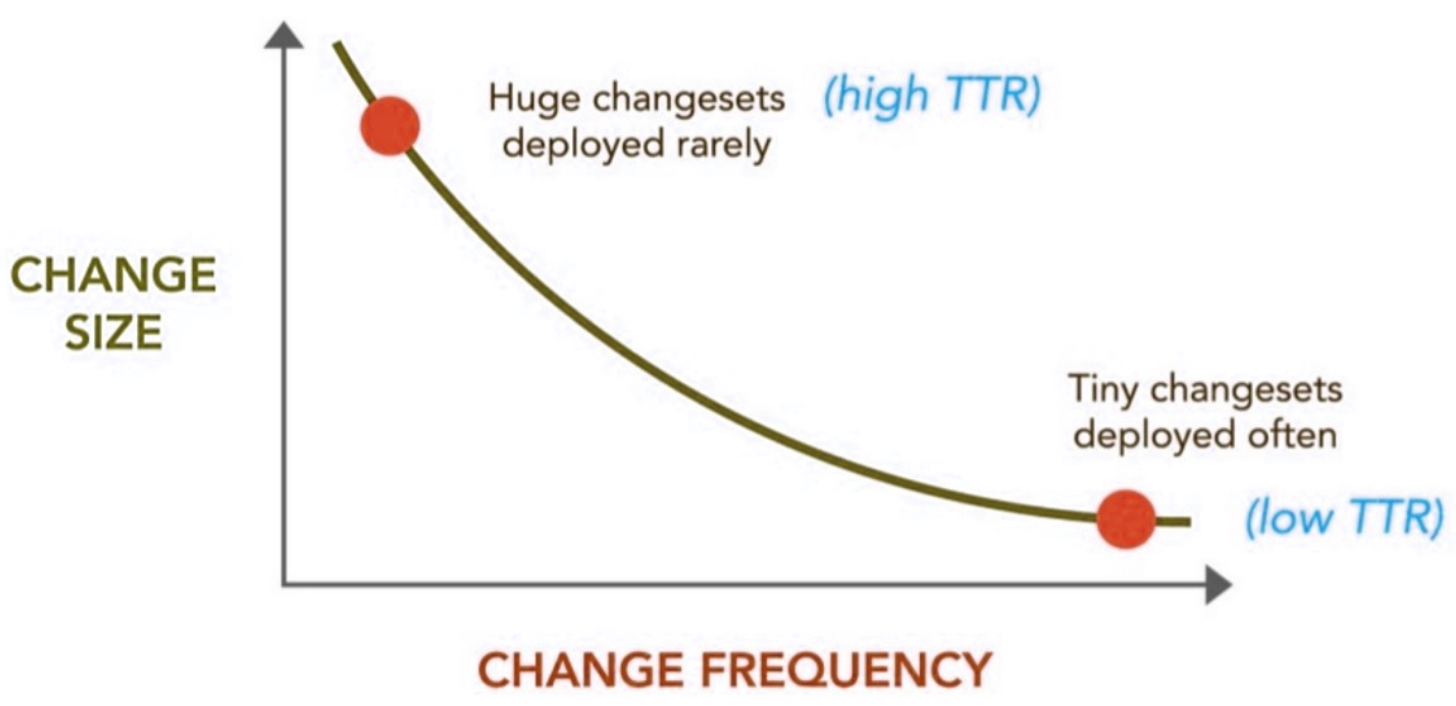 Huge changesets (high TTR)
deployed rarely
CHANGE
SIZE
Tiny changesets
deployed often
(low TTR)
CHANGE FREQUENCY